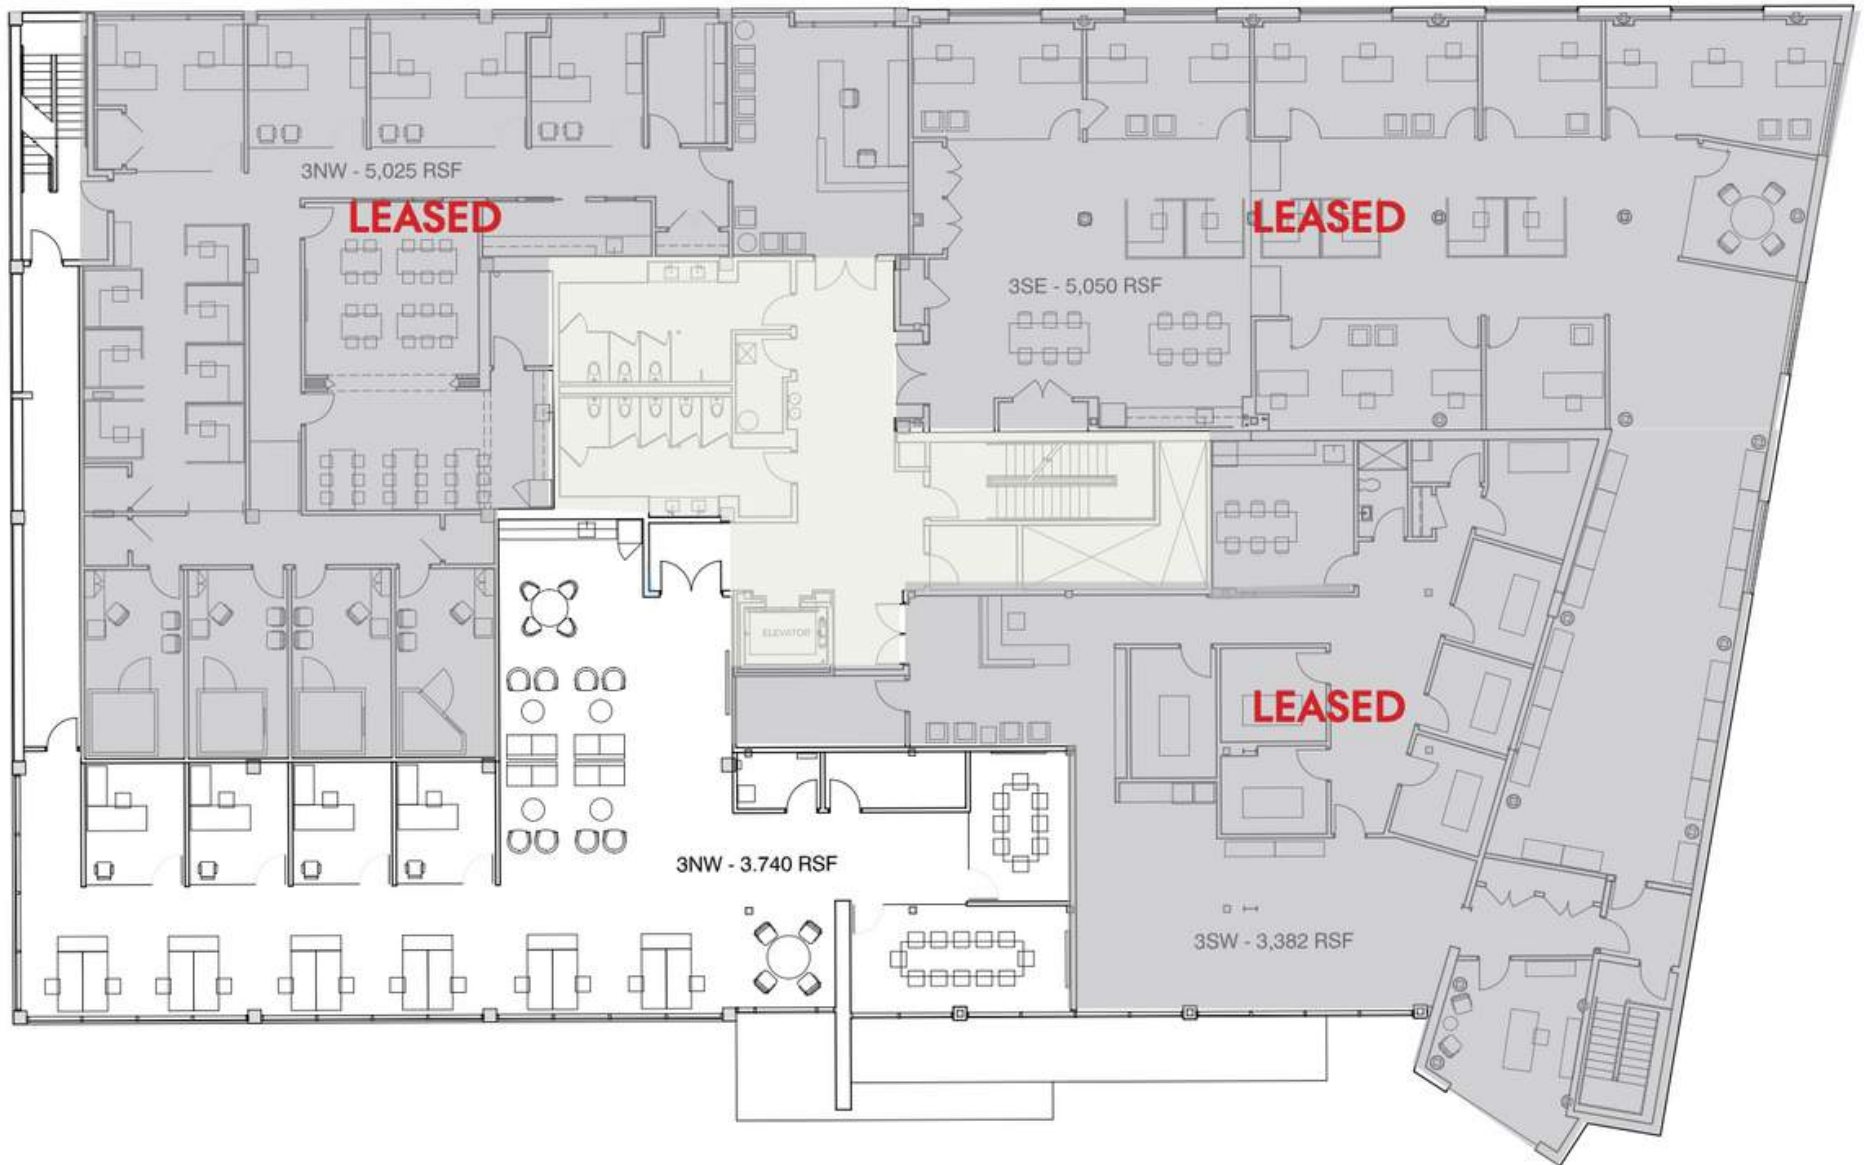 3NW - 5,025 RSF
LEASED
LEASED
3SE - 5,050 RSF
ELEVATOR
LEASED
3NW - 3.740 RSF
3SW - 3,382 RSF